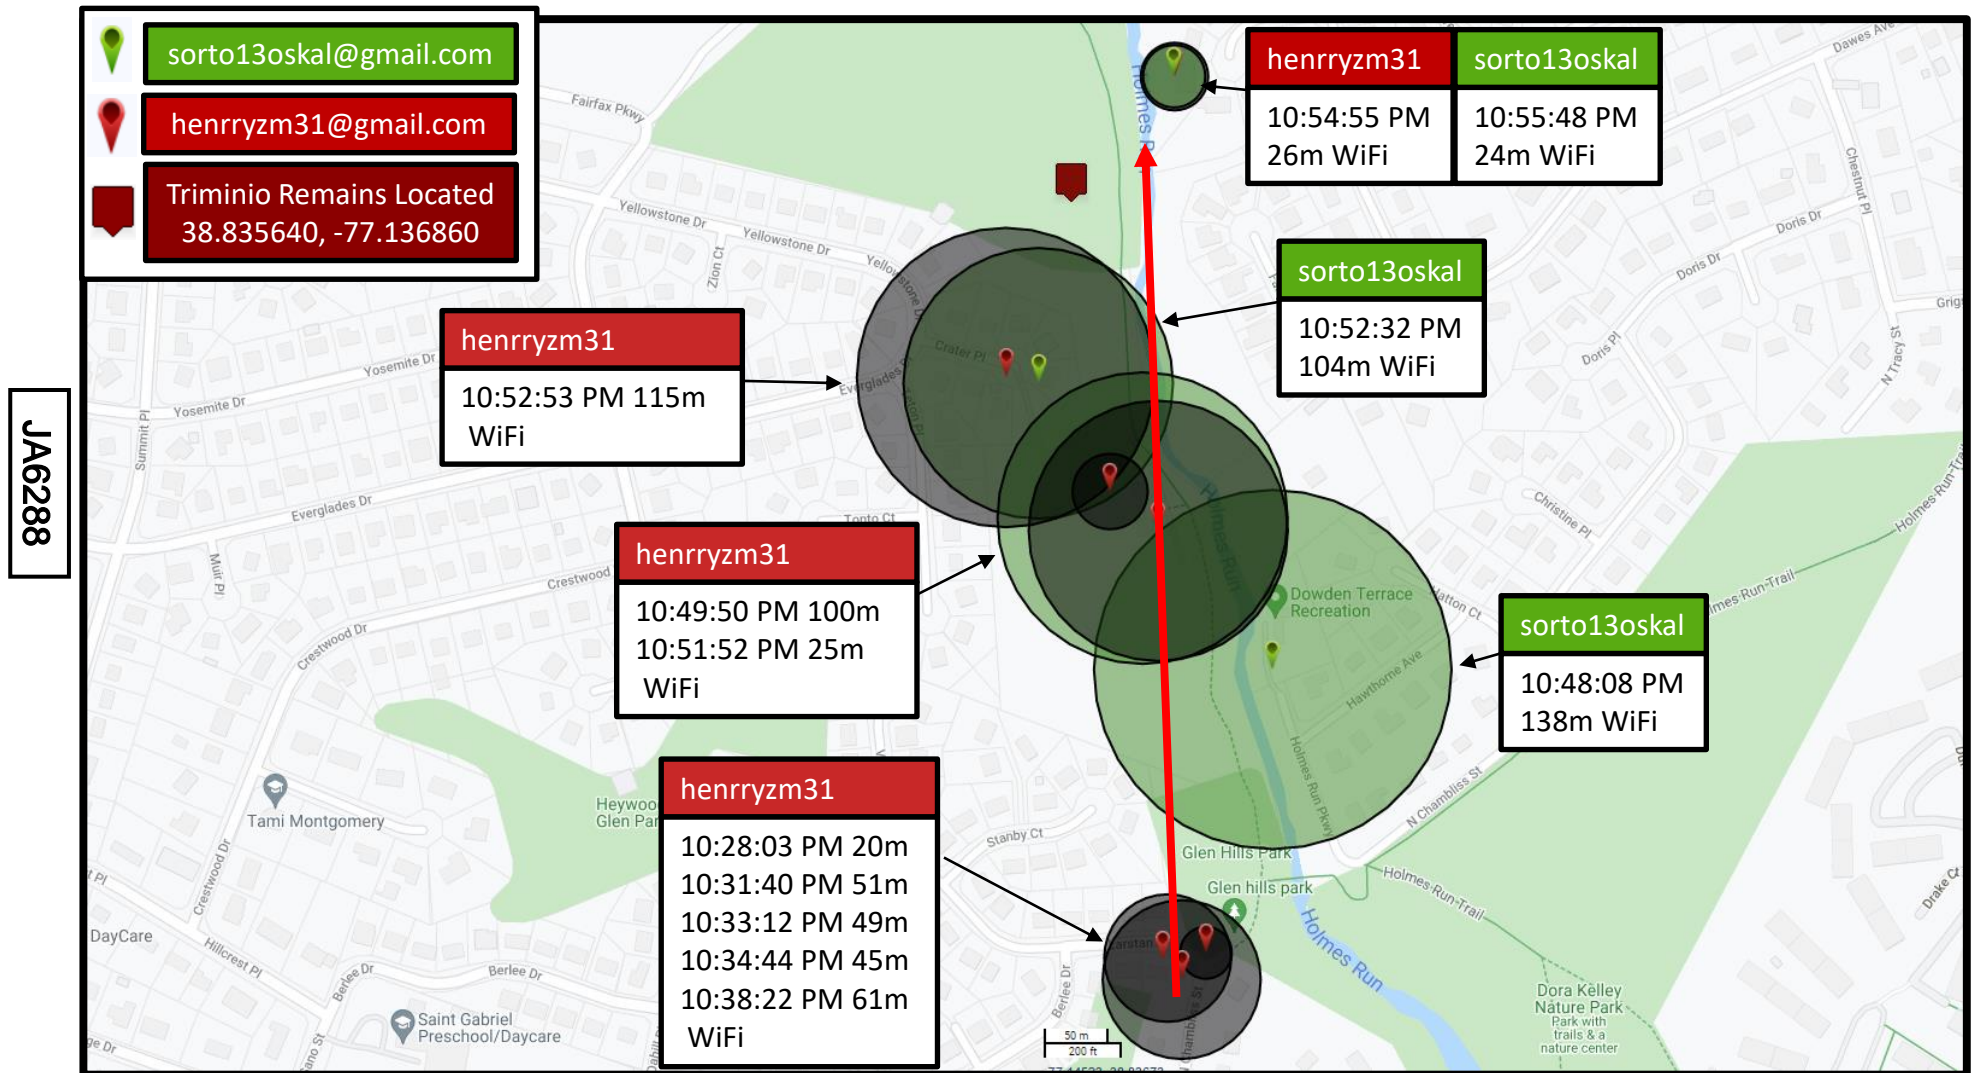 sorto13oskal@gmail.com
henrryzm31@gmail.com
Triminio Remains Located
38.835640, -77.136860
henrryzm31
10:54:55 PM
26m WiFi
sorto13oskal
10:55:48 PM
24m WiFi
sorto13oskal
10:52:32 PM
104m WiFi
henrryzm31
10:52:53 PM 115m
WiFi
henrryzm31
10:49:50 PM 100m
10:51:52 PM 25m
WiFi
sorto13oskal
10:48:08 PM
138m WiFi
henrryzm31
10:28:03 PM 20m
10:31:40 PM 51m
10:33:12 PM 49m
10:34:44 PM 45m
10:38:22 PM 61m
WiFi
JA6288
Fairfax Pkwy
Yellowstone Dr
Yellowstone Dr
Zion Ct
Dawes Ave
Chestnut Pl
Doris Dr
Doris Dr
Doris Pl
N Tracy St
Yosemite Dr
Yosemite Dr
Summit Pl
Crater Pl
Everglades Dr
Tonto Ct
Muir Pl
Crestwood
Crestwood Dr
Crestwood Dr
Christine Pl
Holmes-Run-Trail
Hatton Ct
Dowden Terrace
Recreation
Hawthorne Ave
Holmes Run
Holmes Run Pkwy
N Chambliss St
Tami Montgomery
Stanby Ct
Glen Hills Park
Glen hills park
Holmes-Run-Trail
Holmes Run
DayCare
Hillcrest Pl
Berlee Dr
Berlee Dr
Berlee Dr
Saint Gabriel
Preschool/Daycare
Drake Ct
Dora Kelley
Nature Park
Park with
trails & a
nature center
50 m
200 ft